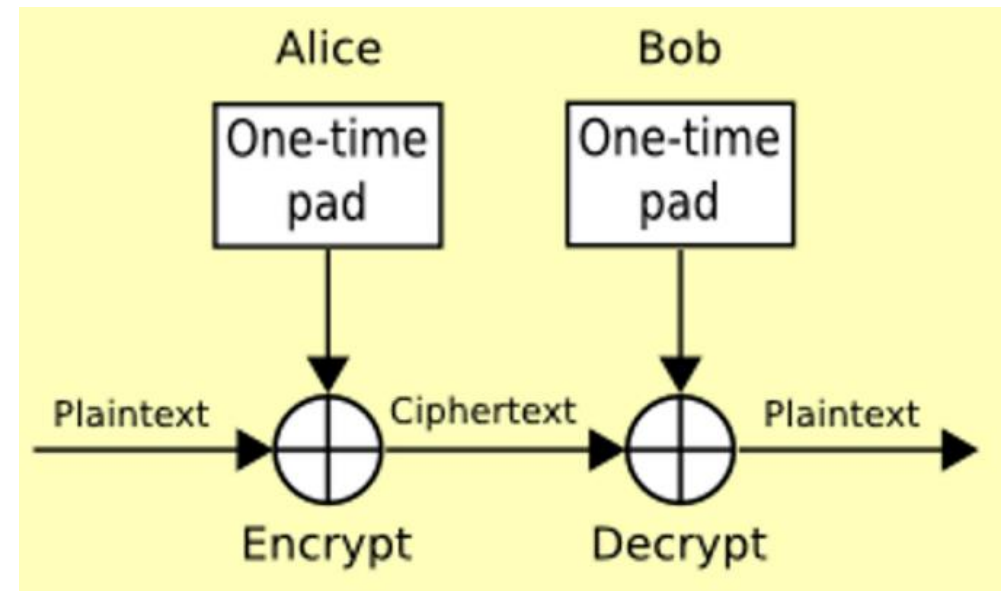 Alice
Bob
One-time
pad
One-time
pad
Plaintext
Ciphertext
Plaintext
Encrypt
Decrypt